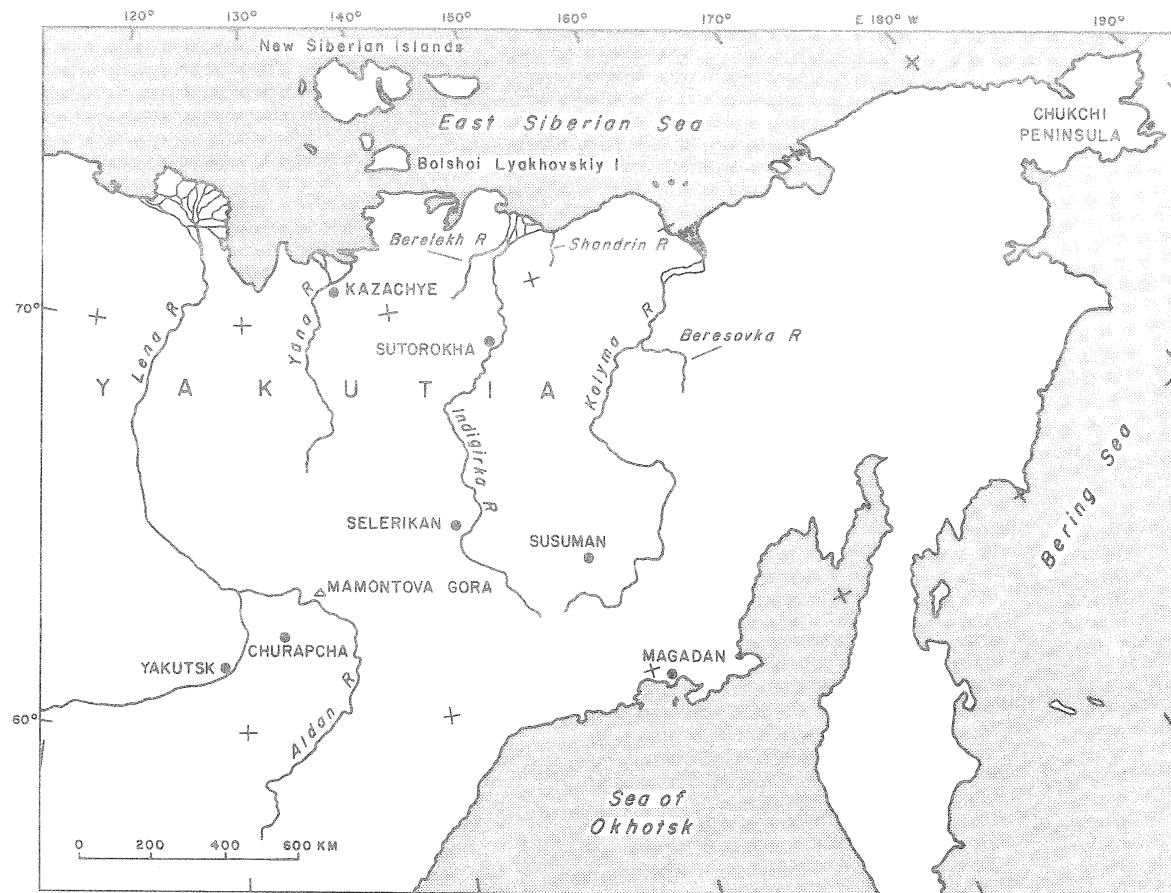 120° 130° 140° 150° 160° 170° E 180° W 190°
New Siberian Islands
East Siberian Sea
CHUKCHI
PENINSULA
Bolshoi Lyakhovskiy I
Berelekh R
Shandrin R
KAZACHYE
70°
Lena R
Yana R
SUTOROKHA
Beresovka R
Kolyma R
YAKUTIA
Indigirka R
Bering Sea
SELERIKAN
SUSUMAN
MAMONTOVA GORA
CHURAPCHA
YAKUTSK
MAGADAN
60°
Aldan R
Sea of
Okhotsk
0 200 400 600 KM